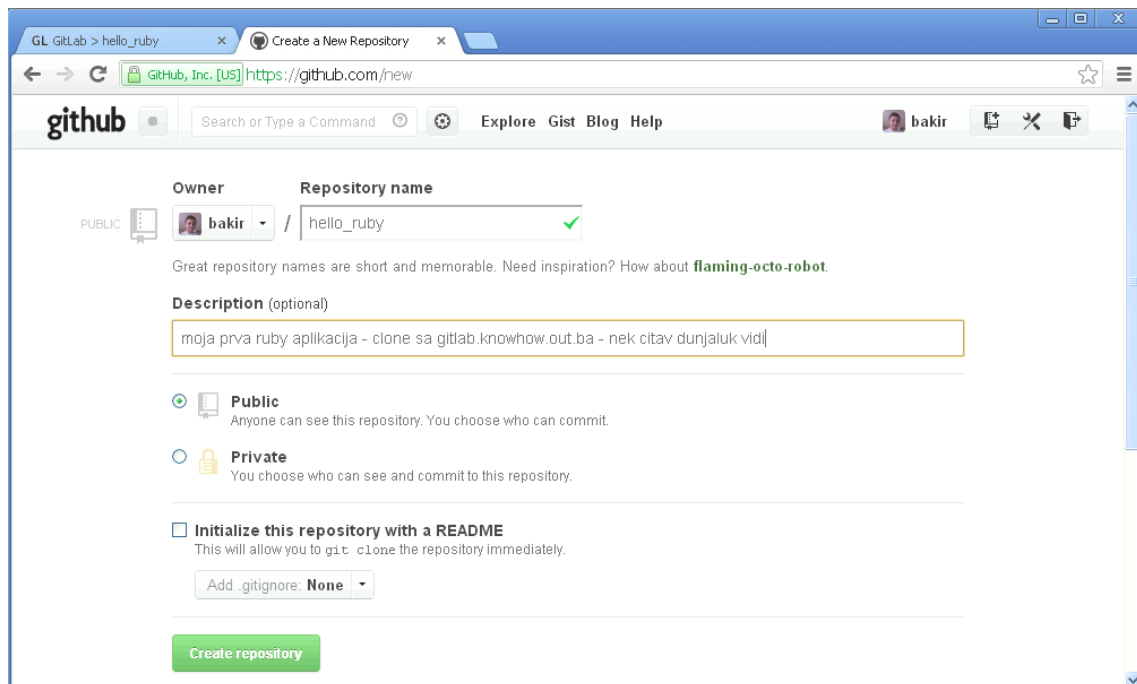 GL GitLab > hello_ruby
Create a New Repository
GitHub, Inc. [US] https://github.com/new
github
Search or Type a Command
Explore Gist Blog Help
bakir
Owner Repository name
PUBLIC
bakir / hello_ruby
Great repository names are short and memorable. Need inspiration? How about flaming-octo-robot.
Description (optional)
moja prva ruby aplikacija - clone sa gitlab.knowhow.out.ba - nek citav dunjaluk vidi
Public
Anyone can see this repository. You choose who can commit.
Private
You choose who can see and commit to this repository.
Initialize this repository with a README
This will allow you to git clone the repository immediately.
Add .gitignore: None
Create repository